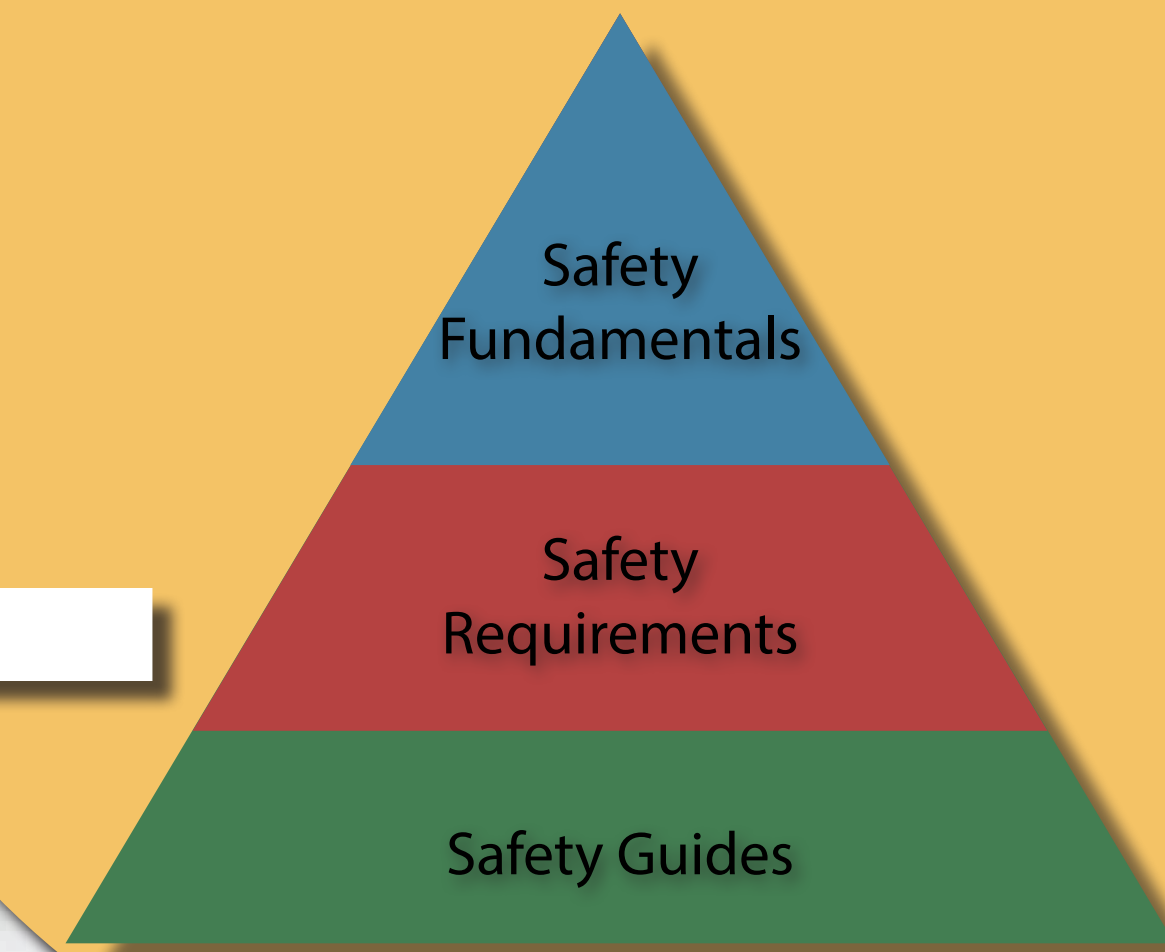 Safety
Fundamentals
Safety
Requirements
Safety Guides